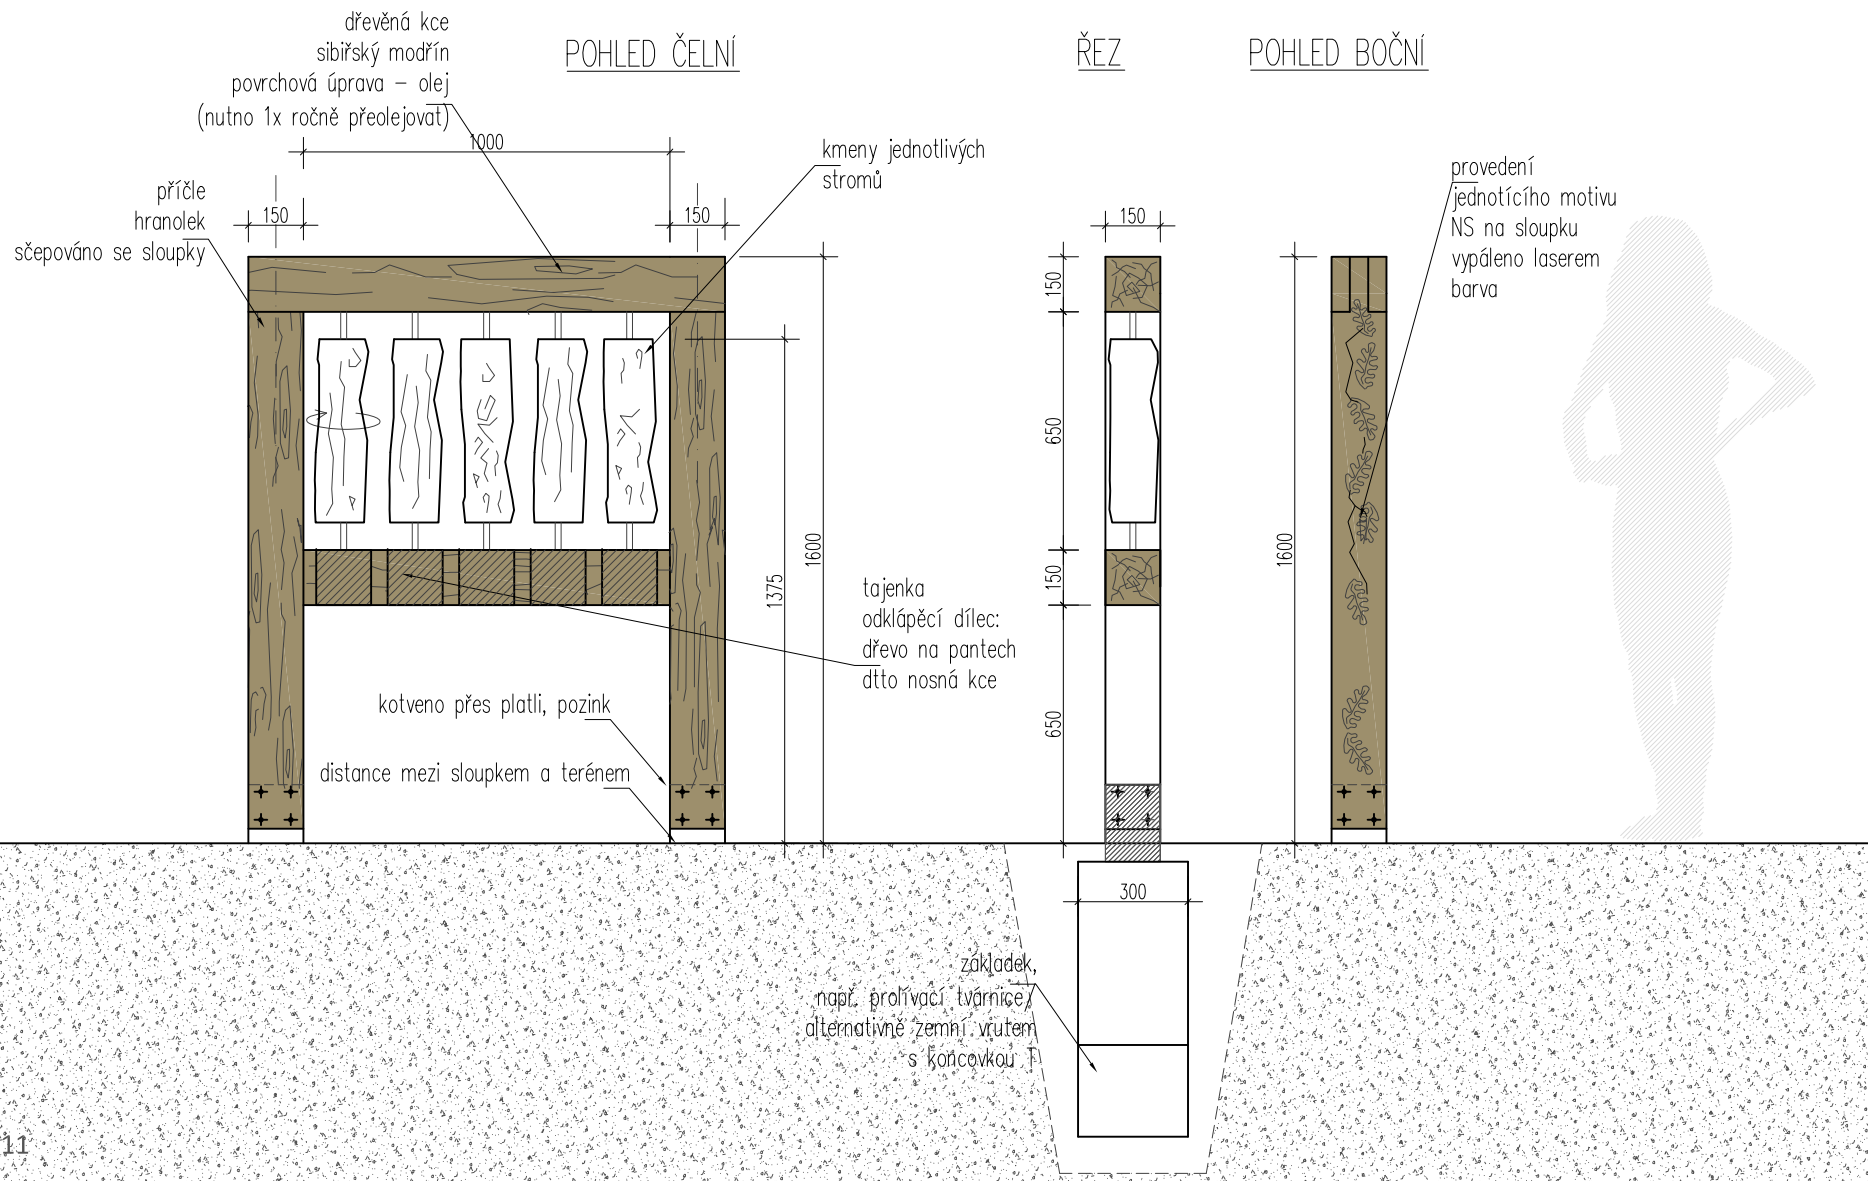 dřevěná kce
sibiřský modřín
povrchová úprava – olej
(nutno 1x ročně přeolejovat)
POHLED ČELNÍ
ŘEZ
POHLED BOČNÍ
1000
kmeny jednotlivých
stromů
provedení
jednotícího motivu
NS na sloupku
vypáleno laserem
barva
příčle
hranolek
sčepováno se sloupky
150
150
150
150
650
150
650
1600
1375
1600
tajenka
odklápěcí dílec:
dřevo na pantech
dtto nosná kce
kotveno přes platli, pozink
distance mezi sloupkem a terénem
300
základek,
např. prolívací tvárnice/
alternativně zemní vrutem
s koncovkou T
11